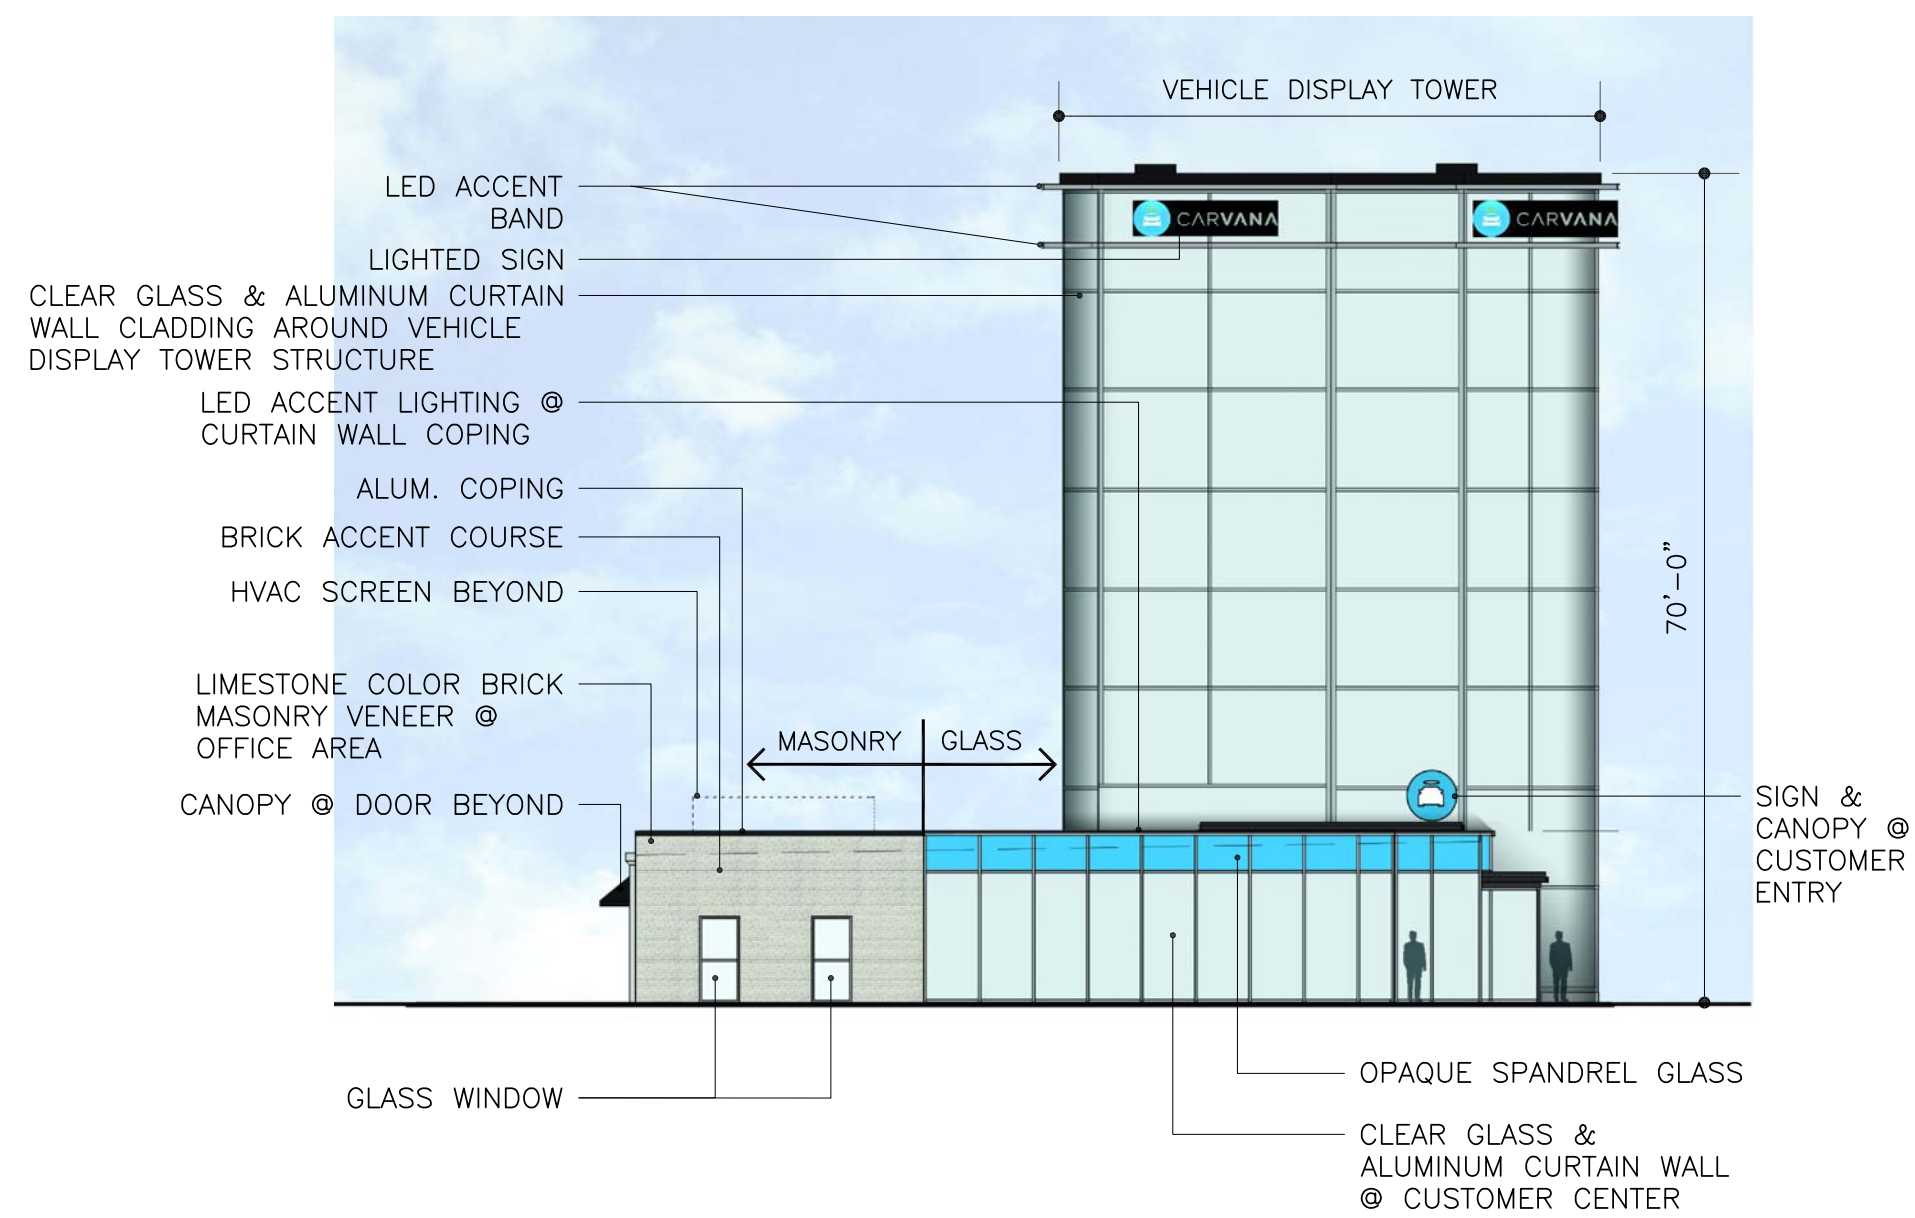 VEHICLE DISPLAY TOWER
LED ACCENT
BAND
CARVANA
CARVANA
LIGHTED SIGN
CLEAR GLASS & ALUMINUM CURTAIN
WALL CLADDING AROUND VEHICLE
DISPLAY TOWER STRUCTURE
LED ACCENT LIGHTING @
CURTAIN WALL COPING
ALUM. COPING
BRICK ACCENT COURSE
HVAC SCREEN BEYOND
70'-0"
LIMESTONE COLOR BRICK
MASONRY VENEER @
OFFICE AREA
MASONRY
GLASS
CANOPY @ DOOR BEYOND
SIGN &
CANOPY @
CUSTOMER
ENTRY
GLASS WINDOW
OPAQUE SPANDREL GLASS
CLEAR GLASS &
ALUMINUM CURTAIN WALL
@ CUSTOMER CENTER